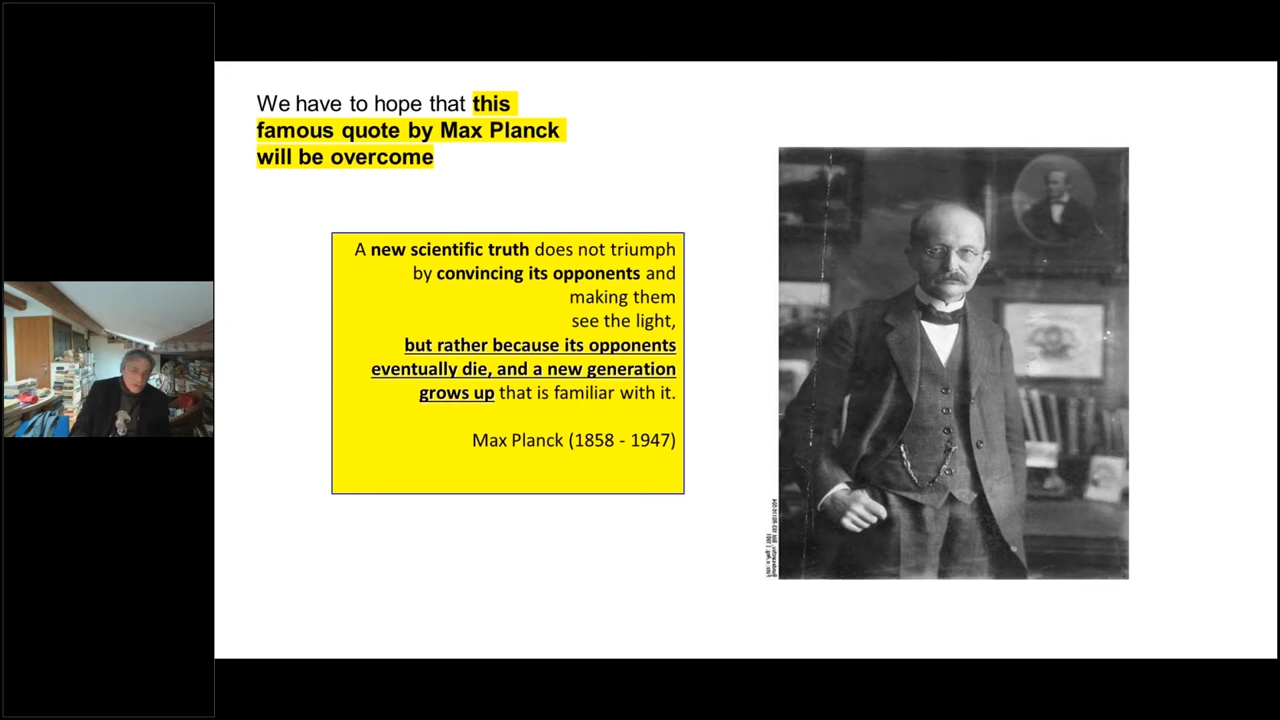 We have to hope that this
famous quote by Max Planck
will be overcome
A new scientific truth does not triumph
by convincing its opponents and
making them
see the light,
but rather because its opponents
eventually die, and a new generation
grows up that is familiar with it.
Max Planck (1858 - 1947)